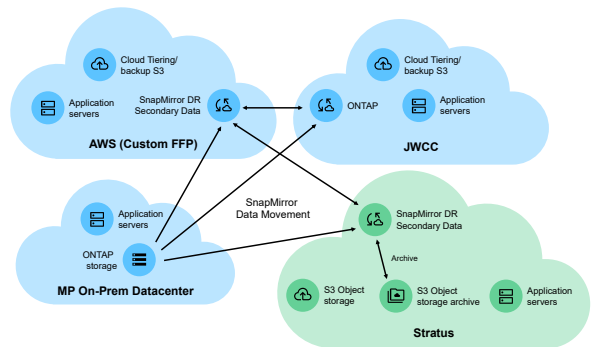 Cloud Tiering/
backup S3
Application
servers
SnapMirror DR
Secondary Data
AWS (Custom FFP)
Cloud Tiering/
backup S3
ONTAP
Application
servers
JWCC
SnapMirror
Data Movement
Application
servers
ONTAP
storage
MP On-Prem Datacenter
SnapMirror DR
Secondary Data
Archive
S3 Object
storage
S3 Object
storage archive
Application
servers
Stratus